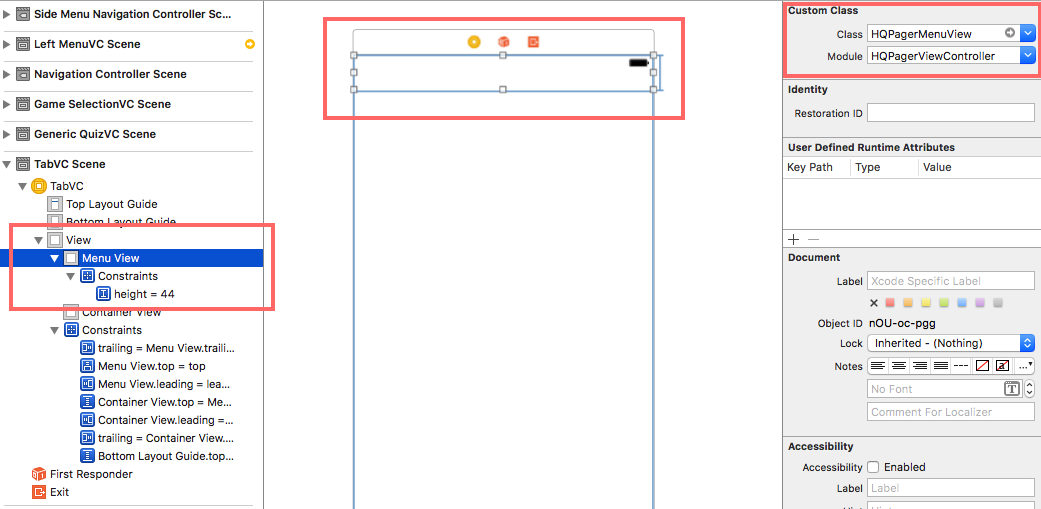 Side Menu Navigation Controller Sc...
Left MenuVC Scene
Navigation Controller Scene
Game SelectionVC Scene
Generic QuizVC Scene
TabVC Scene
TabVC
Top Layout Guide
Bottom Layout Guide
View
Menu View
Constraints
height = 44
Container View
Constraints
trailing = Menu View.traili...
Menu View.top = top
Menu View.leading = lea...
Container View.top = Me...
Container View.leading =...
trailing = Container View....
Bottom Layout Guide.top...
First Responder
Exit
Custom Class
Class HQPagerMenuView
Module HQPagerViewController
Identity
Restoration ID
User Defined Runtime Attributes
Key Path Type Value
Document
Label Xcode Specific Label
Object ID nOU-oc-pgg
Lock Inherited - (Nothing)
Notes
No Font
Comment For Localizer
Accessibility
Accessibility Enabled
Label Label